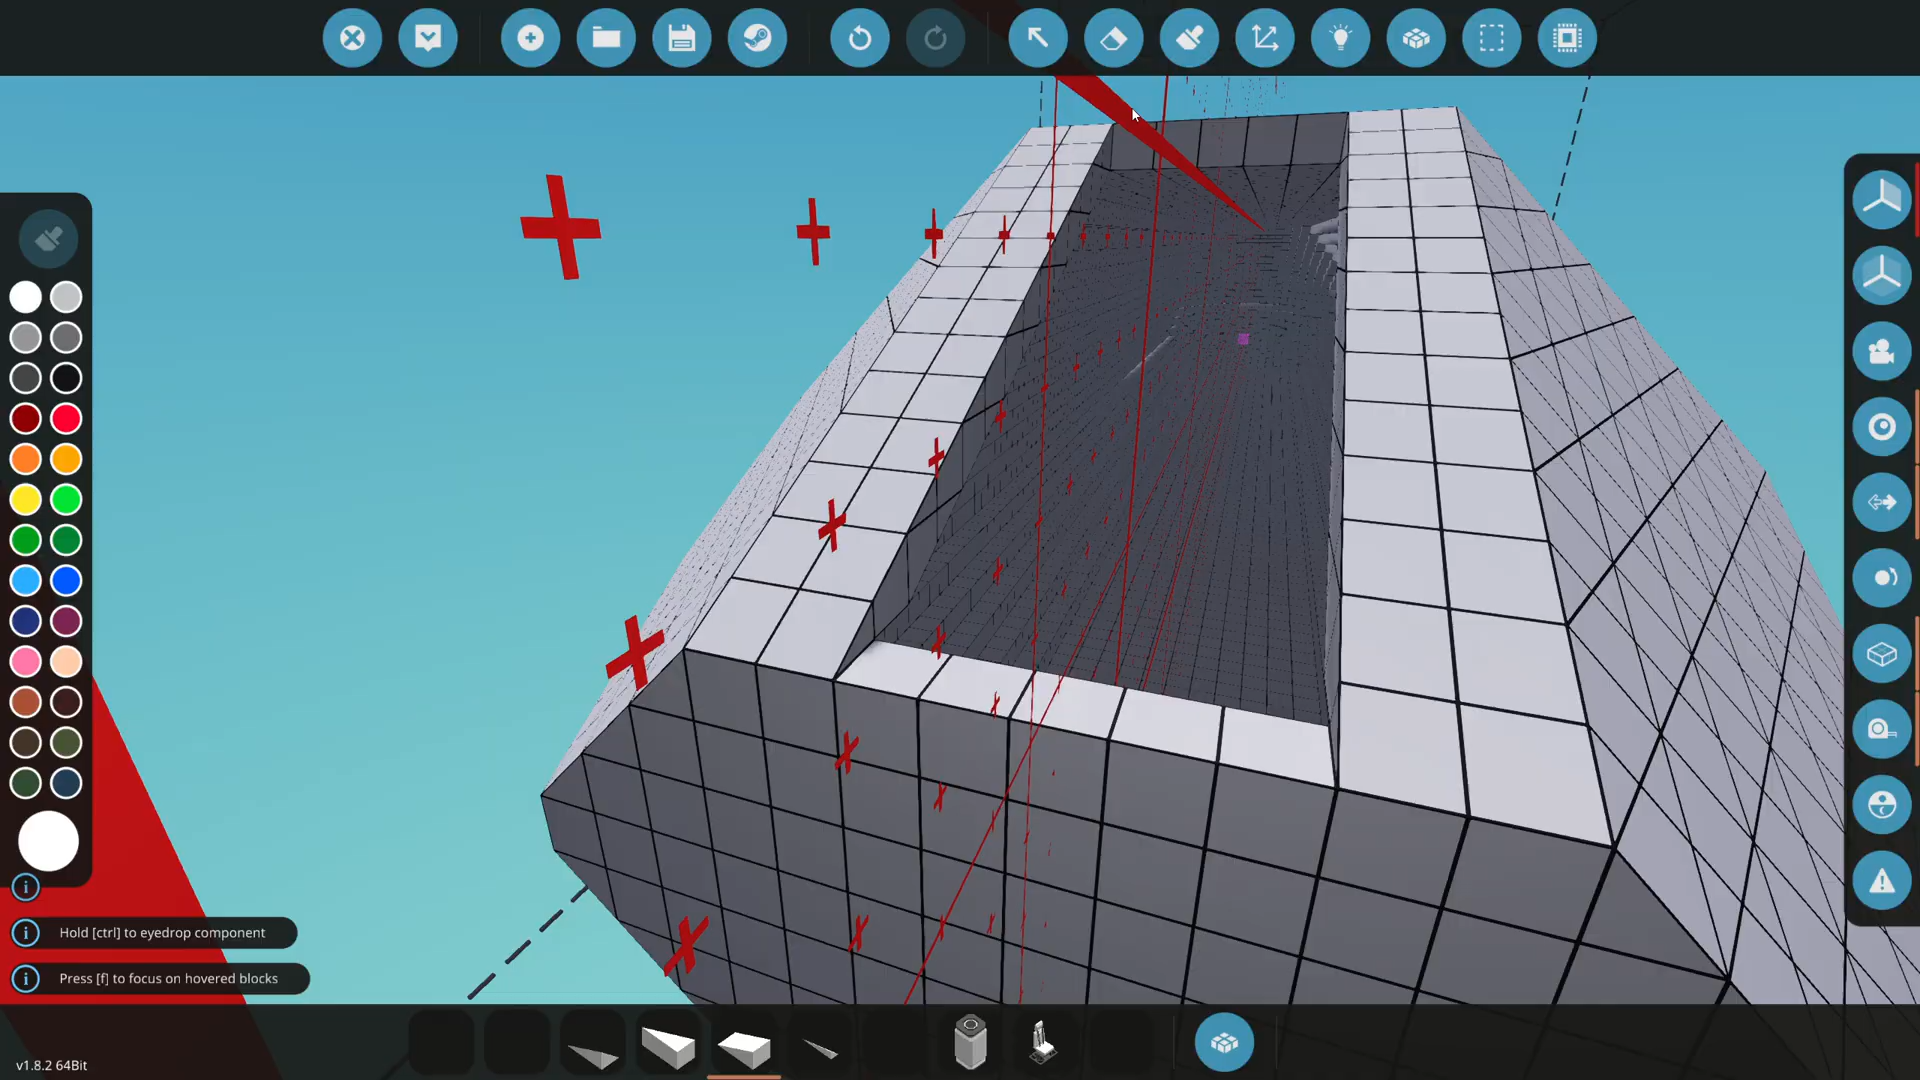 Hold [ctrl] to eyedrop component
Press [f] to focus on hovered blocks
v1.8.2 64Bit